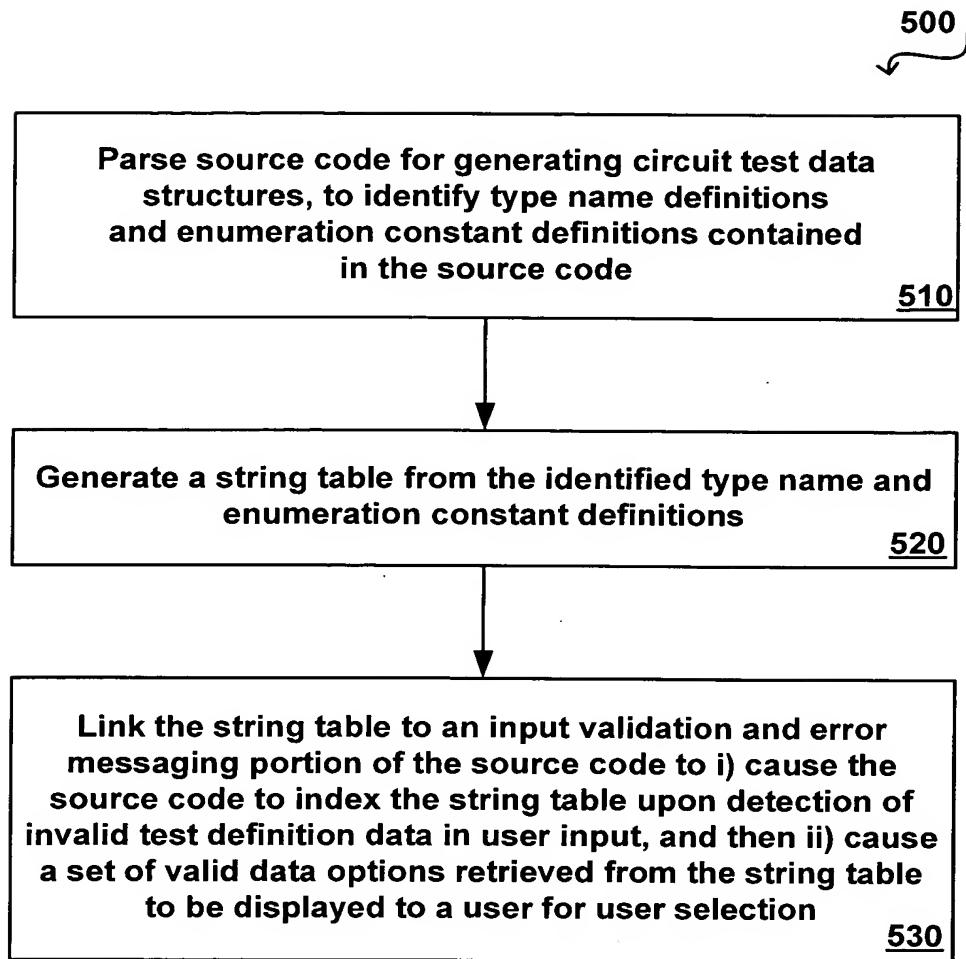 500
Parse source code for generating circuit test data
structures, to identify type name definitions
and enumeration constant definitions contained
in the source code
510
Generate a string table from the identified type name and
enumeration constant definitions
520
Link the string table to an input validation and error
messaging portion of the source code to i) cause the
source code to index the string table upon detection of
invalid test definition data in user input, and then ii) cause
a set of valid data options retrieved from the string table
to be displayed to a user for user selection
530